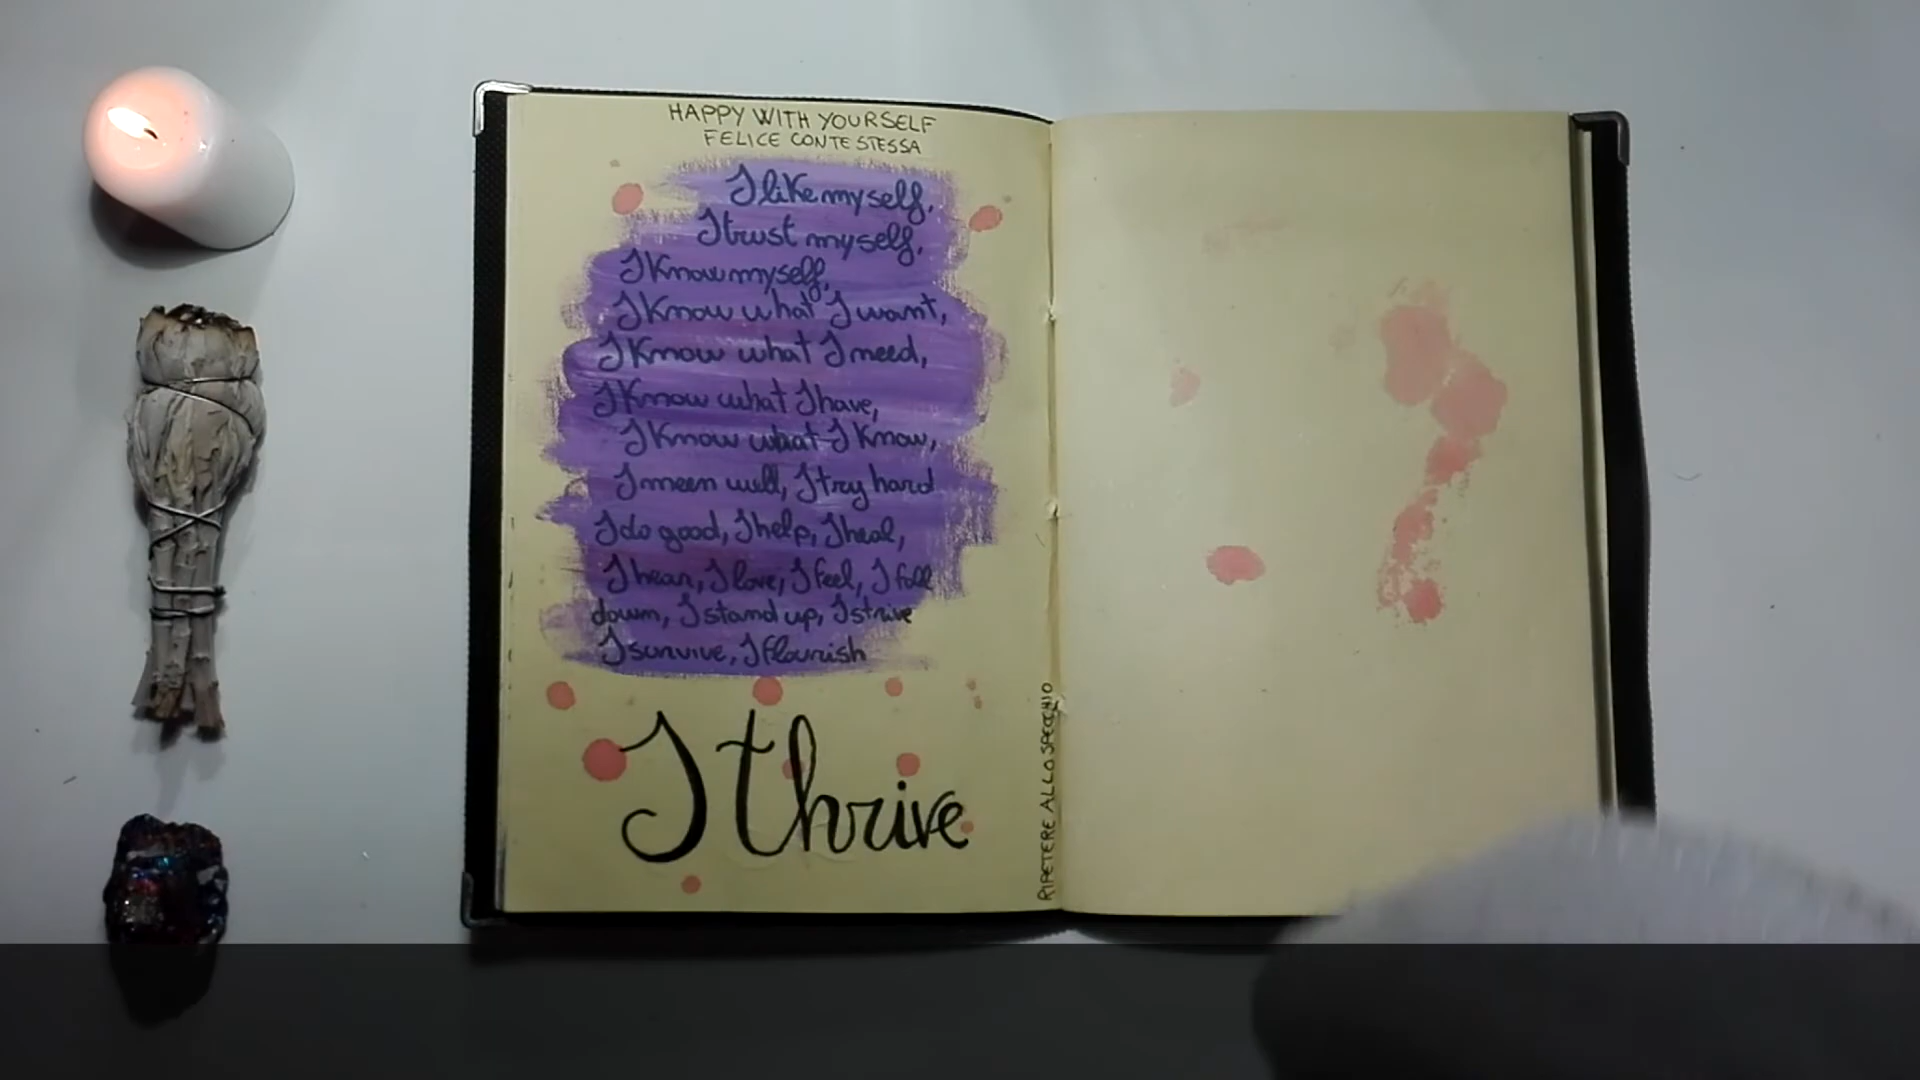 HAPPY WITH YOURSELF
FELICE CON TE STESSA
I like myself,
I trust myself,
I Know myself,
I Know what I want,
I Know what I need,
I Know what I have,
I Know what I Know,
I meen well, I try hard
I do good, I help, I heal,
I hear, I love, I feel, I fall
down, I stand up, I strive
I survive, I flourish
I thrive
RIPETERE ALLO SPECCHIO